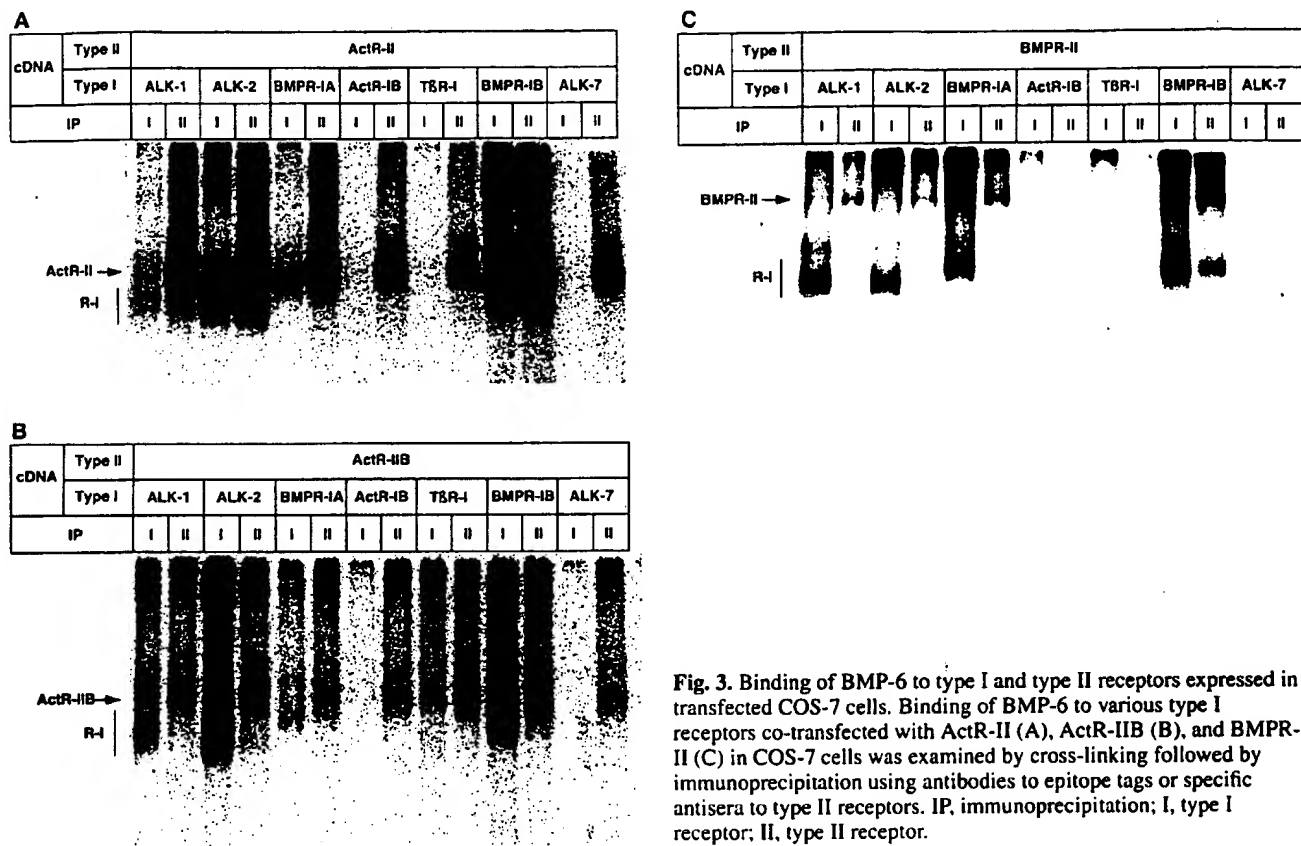 A
cDNA Type II ActR-II
Type I ALK-1 ALK-2 BMPR-IA ActR-IB TßR-I BMPR-IB ALK-7
IP I II I II I II I II I II I II I II
ActR-II
R-I
B
cDNA Type II ActR-IIB
Type I ALK-1 ALK-2 BMPR-IA ActR-IB TßR-I BMPR-IB ALK-7
IP I II I II I II I II I II I II I II
ActR-IIB
R-I
C
cDNA Type II BMPR-II
Type I ALK-1 ALK-2 BMPR-IA ActR-IB TßR-I BMPR-IB ALK-7
IP I II I II I II I II I II I II I II
BMPR-II
R-I
Fig. 3. Binding of BMP-6 to type I and type II receptors expressed in
transfected COS-7 cells. Binding of BMP-6 to various type I
receptors co-transfected with ActR-II (A), ActR-IIB (B), and BMPR-
II (C) in COS-7 cells was examined by cross-linking followed by
immunoprecipitation using antibodies to epitope tags or specific
antisera to type II receptors. IP, immunoprecipitation; I, type I
receptor; II, type II receptor.